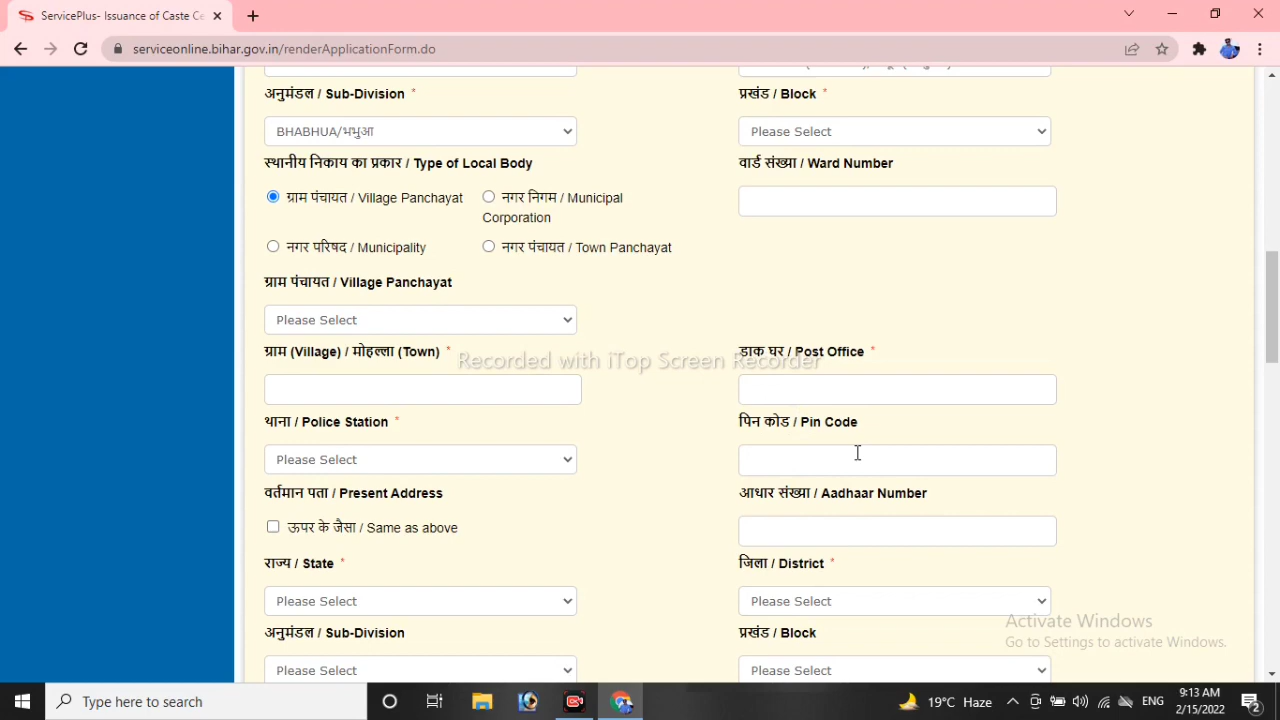 ServicePlus- Issuance of Caste Ce
serviceonline.bihar.gov.in/renderApplicationForm.do
अनुमंडल / Sub-Division *
प्रखंड / Block *
BHABHUA/भभुआ
Please Select
स्थानीय निकाय का प्रकार / Type of Local Body
वार्ड संख्या / Ward Number
ग्राम पंचायत / Village Panchayat
नगर निगम / Municipal Corporation
नगर परिषद / Municipality
नगर पंचायत / Town Panchayat
ग्राम पंचायत / Village Panchayat
Please Select
ग्राम (Village) / मोहल्ला (Town) *
डाक घर / Post Office *
Recorded with iTop Screen Recorder
थाना / Police Station *
पिन कोड / Pin Code
Please Select
वर्तमान पता / Present Address
आधार संख्या / Aadhaar Number
ऊपर के जैसा / Same as above
राज्य / State *
जिला / District *
Please Select
Please Select
Activate Windows
Go to Settings to activate Windows.
अनुमंडल / Sub-Division
प्रखंड / Block
Please Select
Please Select
Type here to search
19°C Haze
ENG
9:13 AM
2/15/2022
2